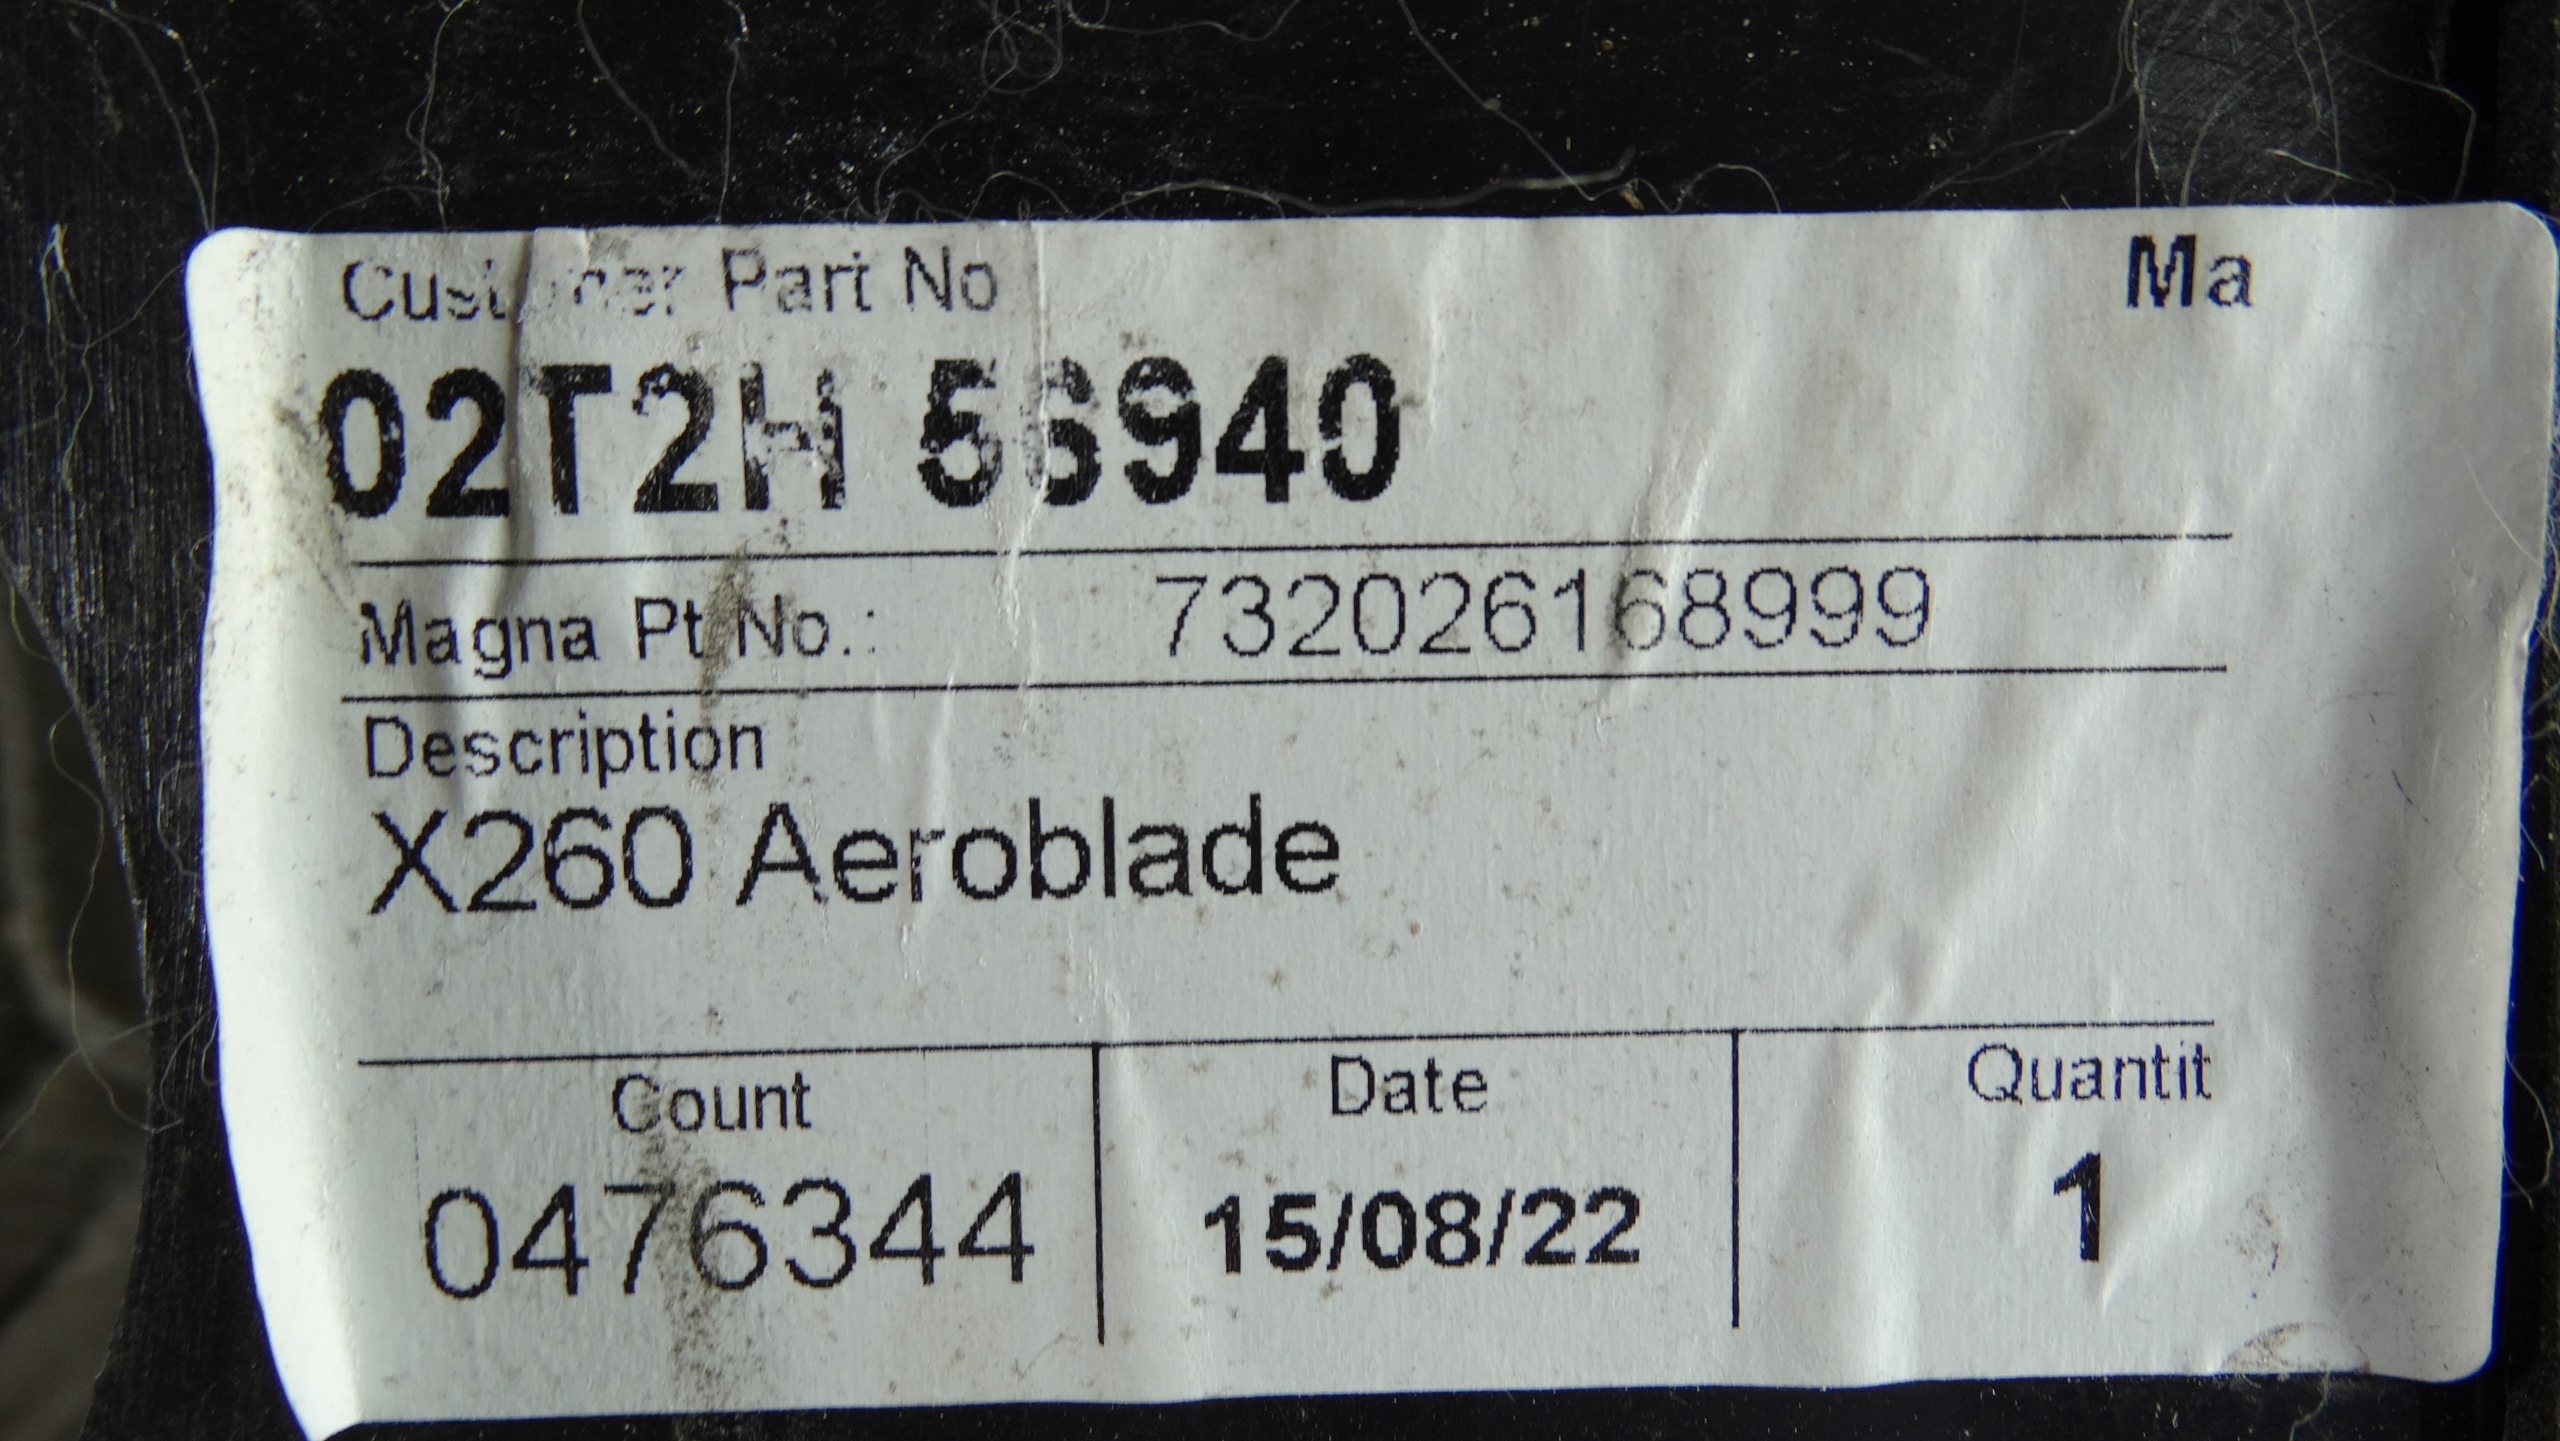 Customer Part No Ma
02T2H 56940
Magna Pt No.: 732026168999
Description
X260 Aeroblade
Count Date Quantit
0476344 15/08/22 1